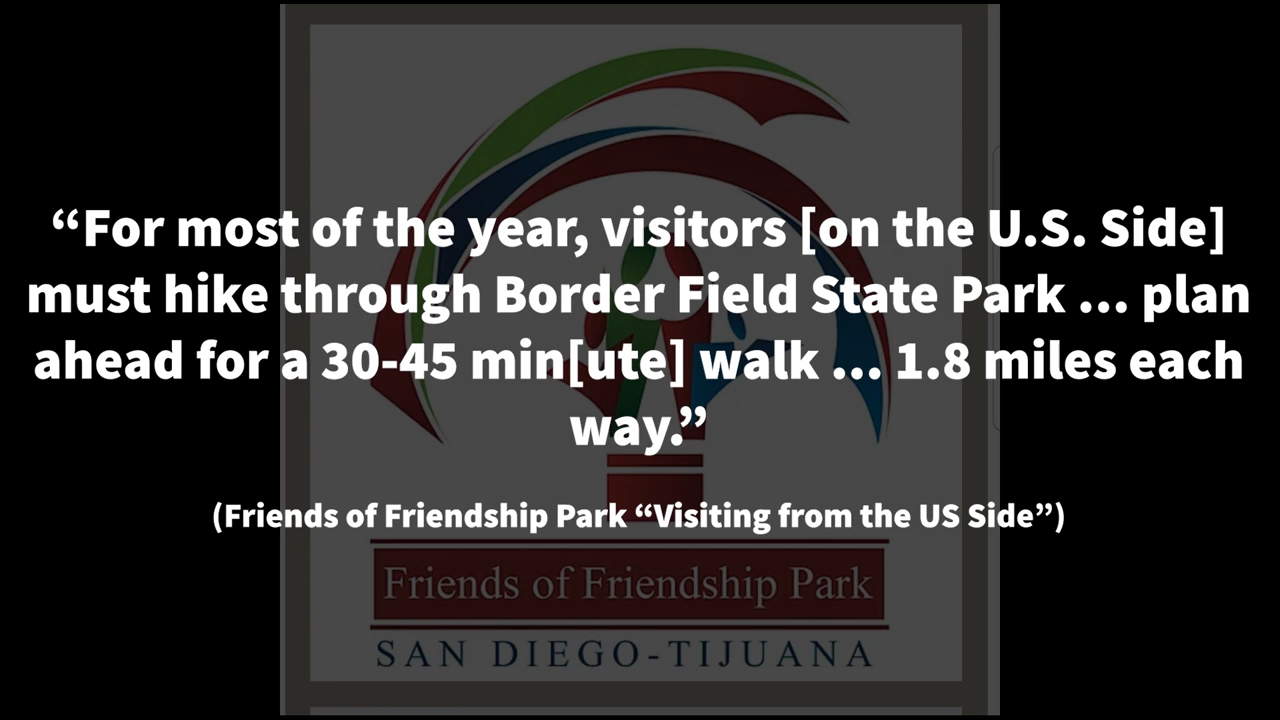 “For most of the year, visitors [on the U.S. Side]
must hike through Border Field State Park ... plan
ahead for a 30-45 min[ute] walk ... 1.8 miles each
way.”
(Friends of Friendship Park “Visiting from the US Side”)
Friends of Friendship Park
SAN DIEGO-TIJUANA